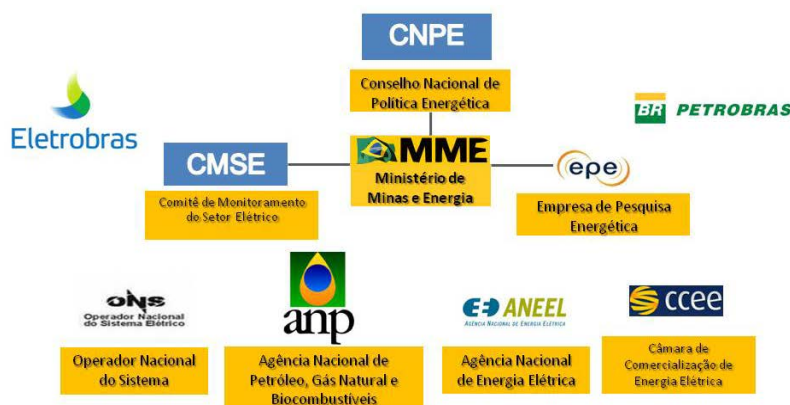 CNPE
Conselho Nacional de
Política Energética
Eletrobras
BR PETROBRAS
CMSE
Comitê de Monitoramento
do Setor Elétrico
MME
Ministério de
Minas e Energia
epe
Empresa de Pesquisa
Energética
ONS
Operador Nacional
do Sistema Elétrico
Operador Nacional
do Sistema
anp
Agência Nacional de
Petróleo, Gás Natural e
Biocombustíveis
ANEEL
AGÊNCIA NACIONAL DE ENERGIA ELÉTRICA
Agência Nacional
de Energia Elétrica
ccee
Câmara de
Comercialização de
Energia Elétrica